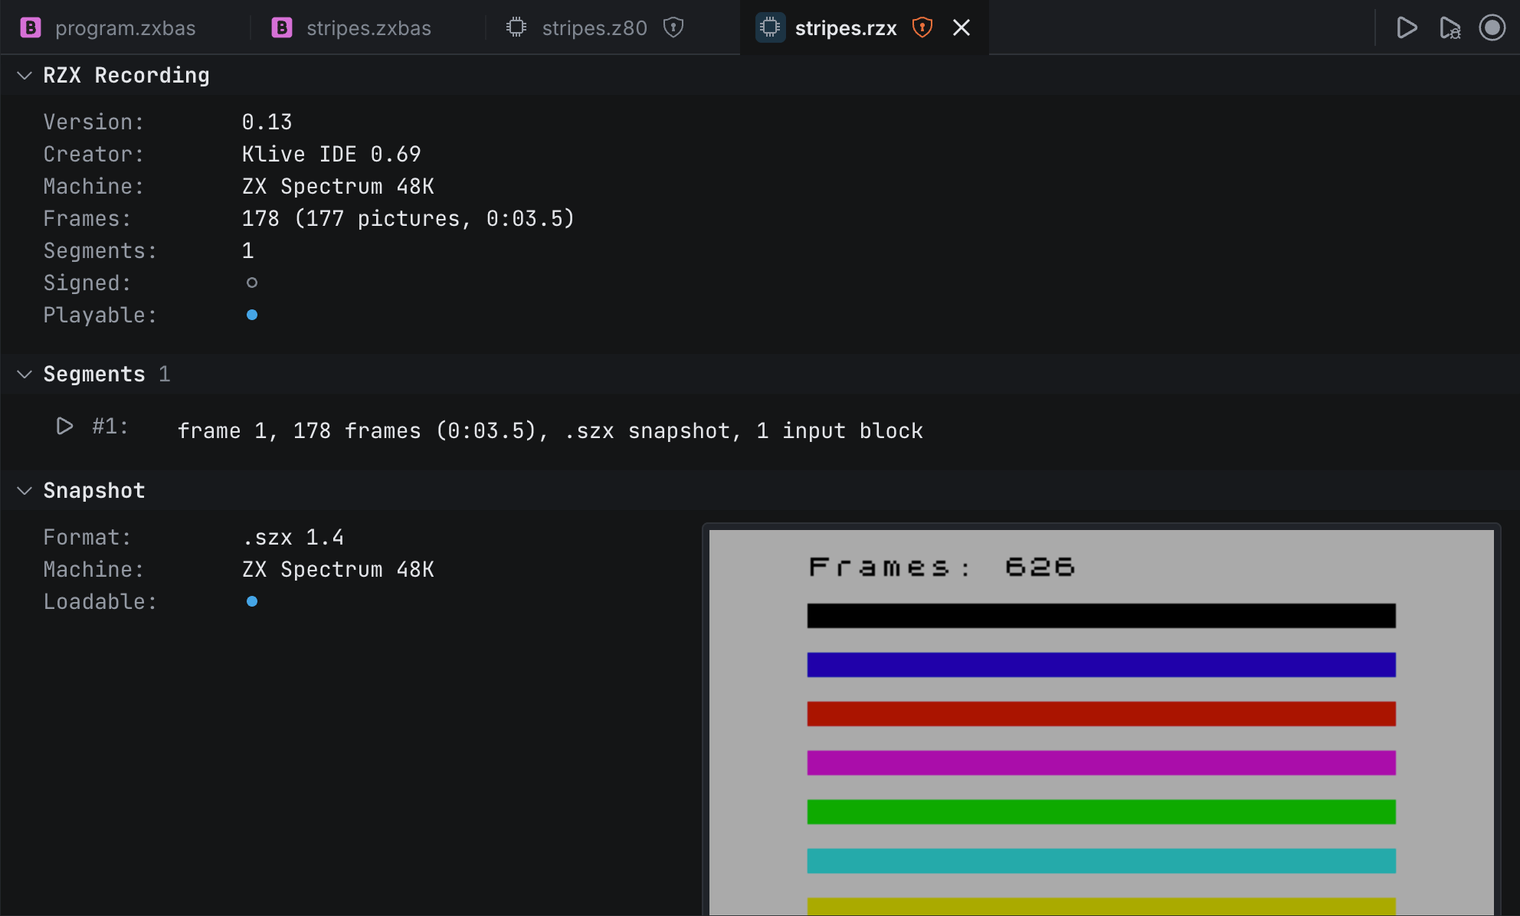 program.zxbas stripes.zxbas stripes.z80 stripes.rzx
RZX Recording
Version: 0.13
Creator: Klive IDE 0.69
Machine: ZX Spectrum 48K
Frames: 178 (177 pictures, 0:03.5)
Segments: 1
Signed:
Playable:
Segments 1
#1: frame 1, 178 frames (0:03.5), .szx snapshot, 1 input block
Snapshot
Format: .szx 1.4
Machine: ZX Spectrum 48K
Loadable:
Frames: 626